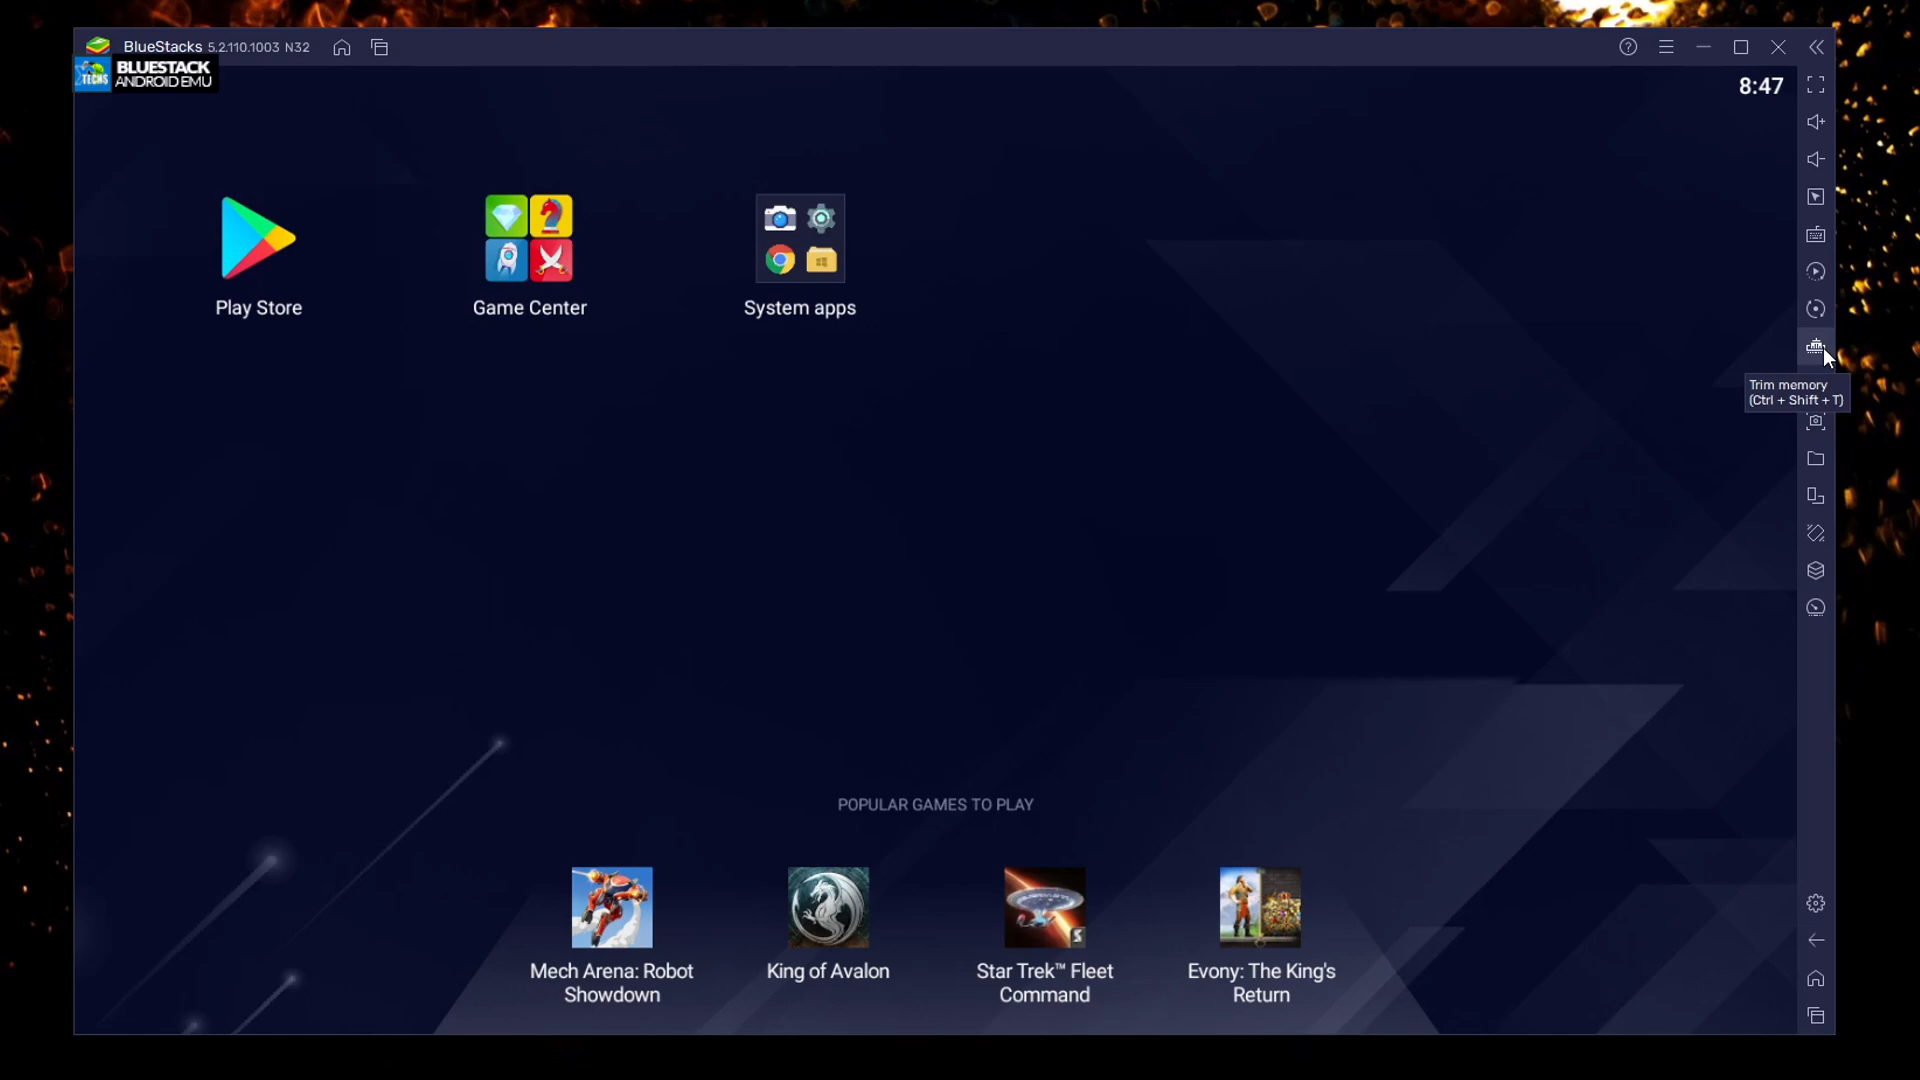 BlueStacks 5.2.110.1003 N32
TECHS
BLUESTACK
ANDROID EMU
8:47
Play Store
Game Center
System apps
Trim memory
(Ctrl + Shift + T)
POPULAR GAMES TO PLAY
Mech Arena: Robot
Showdown
King of Avalon
Star Trek™ Fleet
Command
Evony: The King's
Return